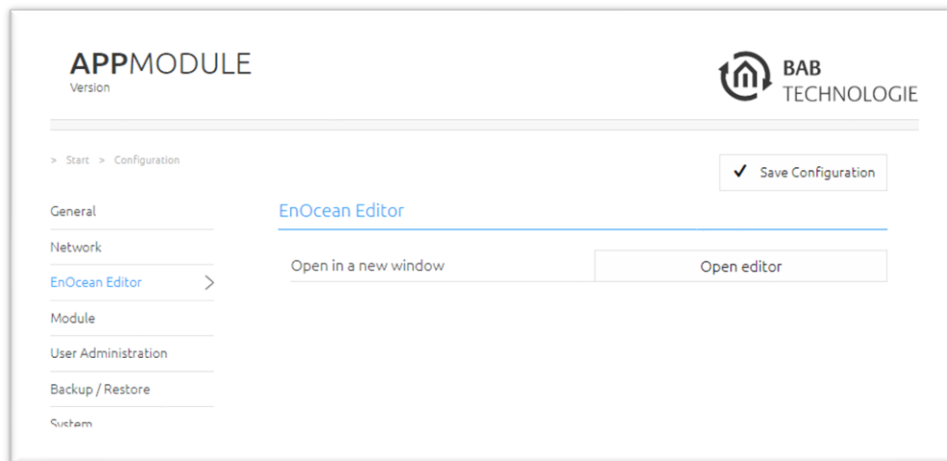 APPMODULE
Version
BAB
TECHNOLOGIE
> Start > Configuration
Save Configuration
General
Network
EnOcean Editor
Module
User Administration
Backup / Restore
System
EnOcean Editor
Open in a new window
Open editor